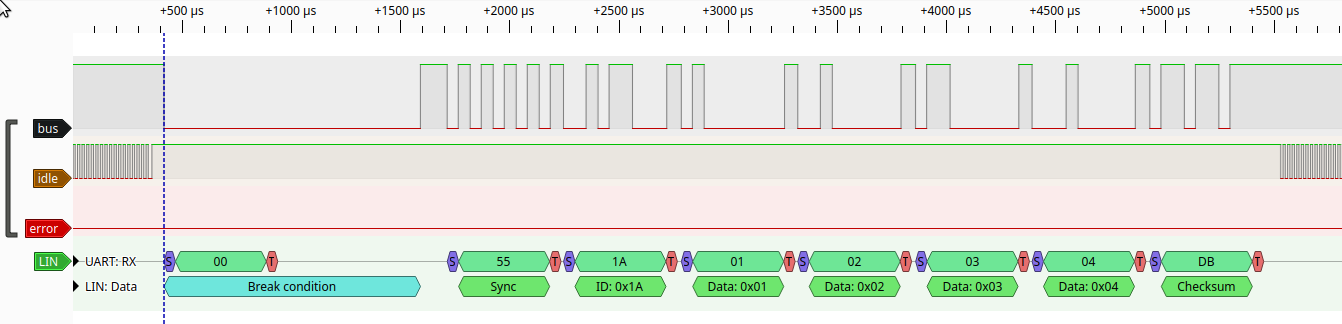 +500 µs +1000 µs +1500 µs +2000 µs +2500 µs +3000 µs +3500 µs +4000 µs +4500 µs +5000 µs +5500 µs
bus
idle
error
LIN UART: RX S 00 T S 55 T S 1A T S 01 T S 02 T S 03 T S 04 T S DB T
LIN: Data Break condition Sync ID: 0x1A Data: 0x01 Data: 0x02 Data: 0x03 Data: 0x04 Checksum